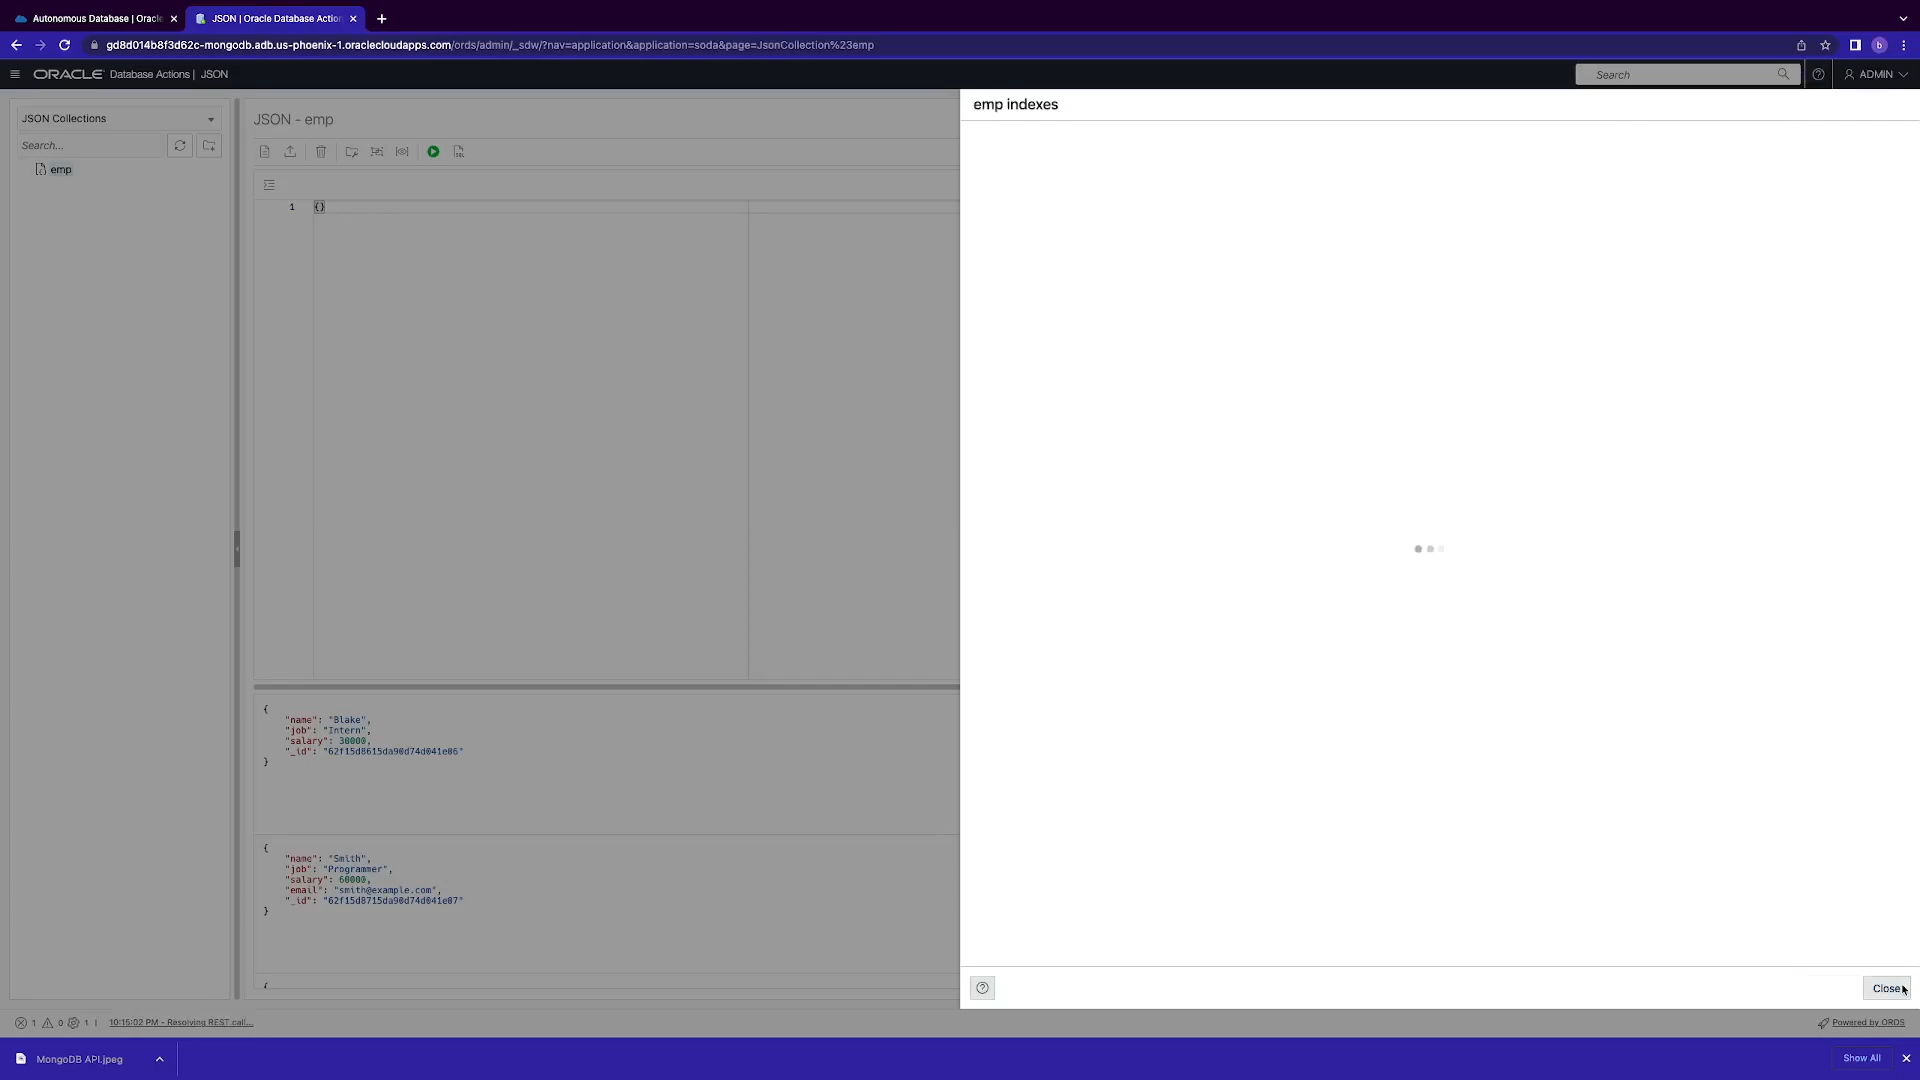 Autonomous Database | Oracle
JSON | Oracle Database Action
gd8d014b8f3d62c-mongodb.adb.us-phoenix-1.oraclecloudapps.com/ords/admin/_sdw/?nav=application&application=soda&page=JsonCollection%23emp
b
ORACLE Database Actions | JSON
Search
ADMIN
JSON Collections
Search...
emp
JSON - emp
SQL
1 {}
{
"name": "Blake",
"job": "Intern",
"salary": 30000,
"_id": "62f15d8615da90d74d041e06"
}
{
"name": "Smith",
"job": "Programmer",
"salary": 60000,
"email": "smith@example.com",
"_id": "62f15d8715da90d74d041e07"
}
{
emp indexes
Close
1 0 1 | 10:15:02 PM - Resolving REST call...
Powered by ORDS
MongoDB API.jpeg
Show All